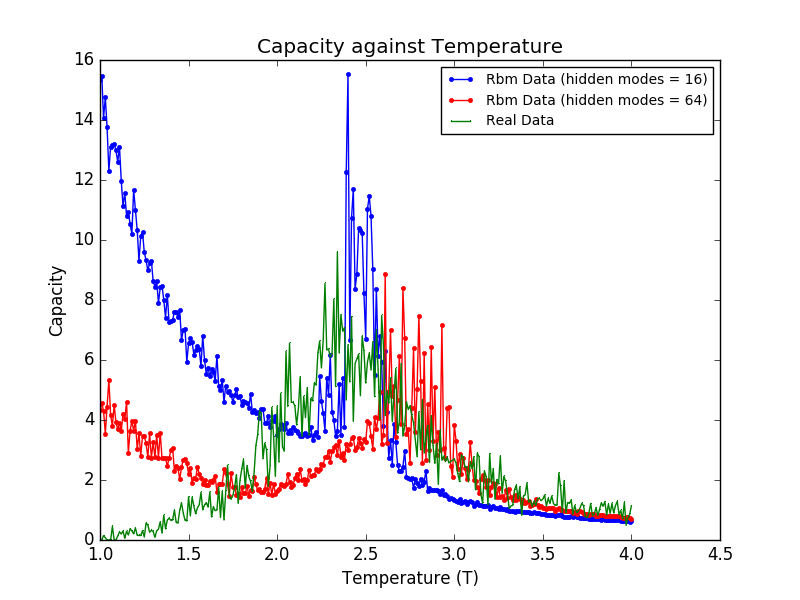 Capacity against Temperature
16
14
12
10
8
6
4
2
0
Capacity
Rbm Data (hidden modes = 16)
Rbm Data (hidden modes = 64)
Real Data
1.0 1.5 2.0 2.5 3.0 3.5 4.0 4.5
Temperature (T)